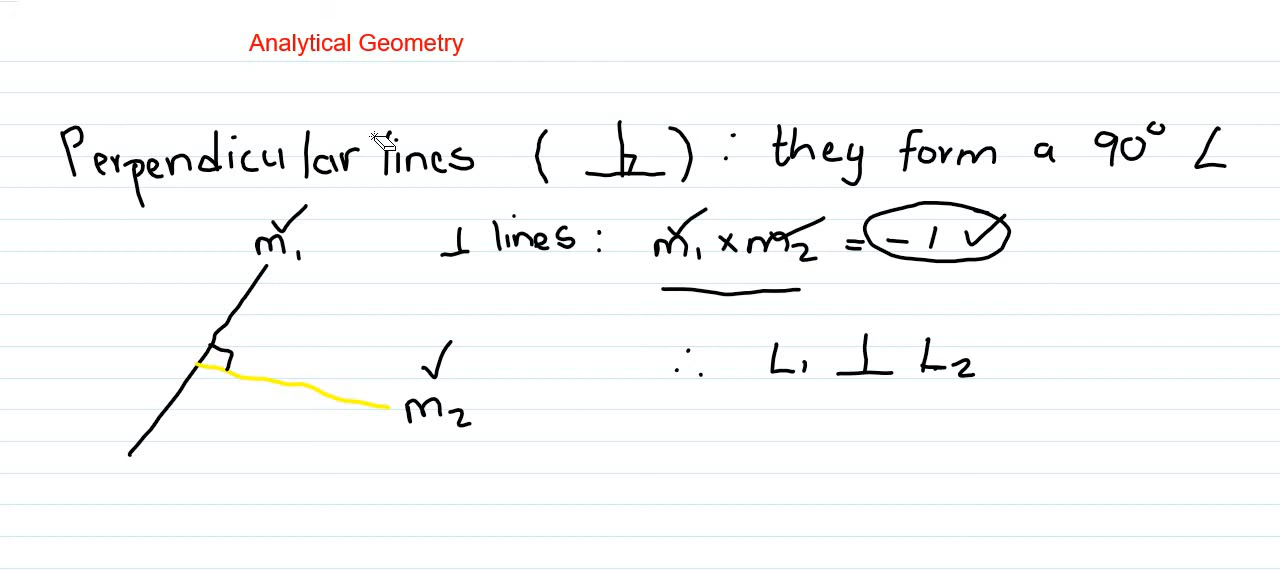 Analytical Geometry
Perpendicular lines ( ⊥ ) : they form a 90° ∠
m₁ ✓
⊥ lines : m₁ × m₂ = -1 ✓
✓
∴ L₁ ⊥ L₂
m₂